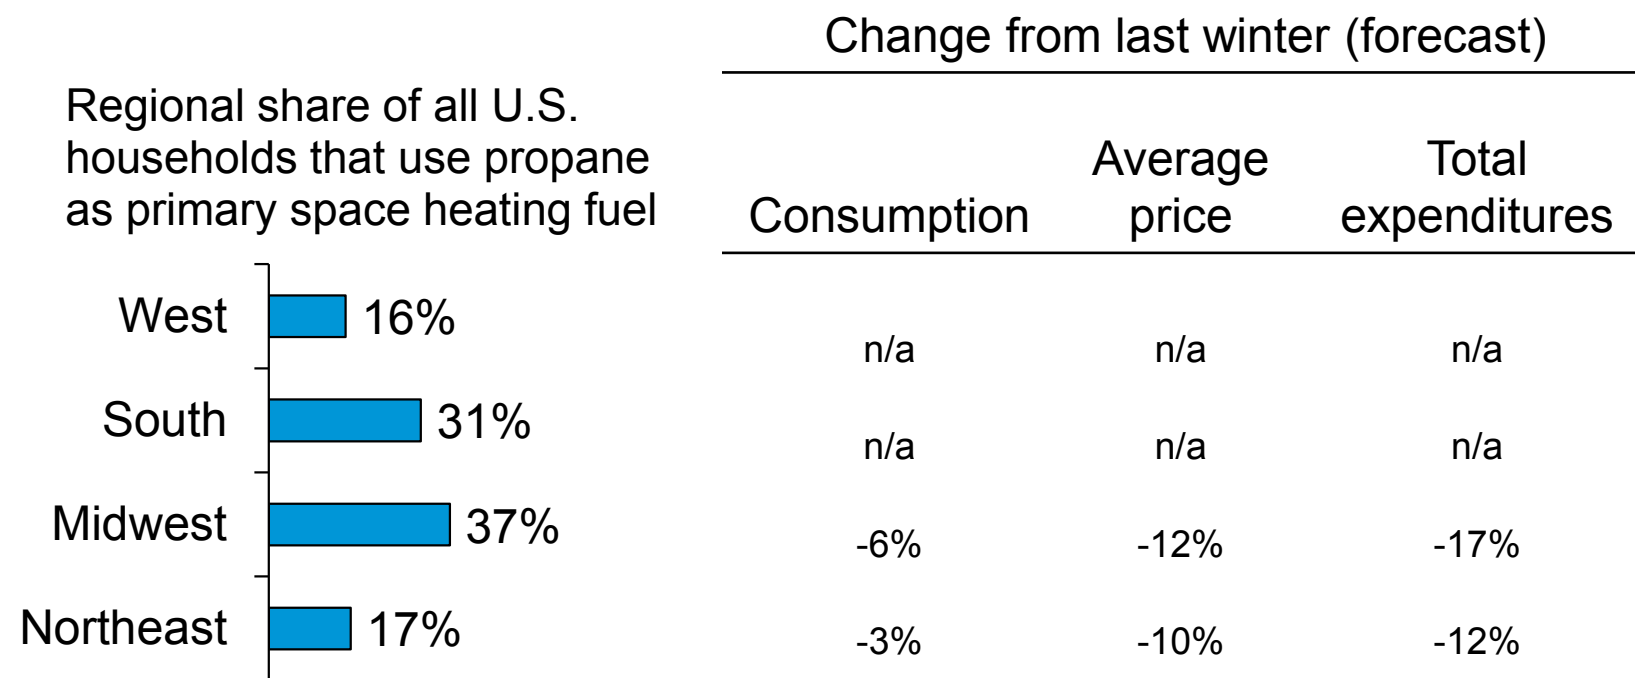 Change from last winter (forecast)
Regional share of all U.S.
households that use propane
as primary space heating fuel
Consumption
Average
price
Total
expenditures
West 16% n/a n/a n/a
South 31% n/a n/a n/a
Midwest 37% -6% -12% -17%
Northeast 17% -3% -10% -12%